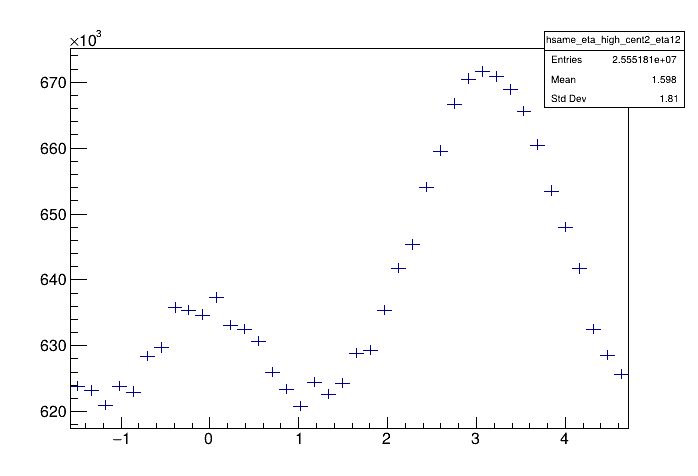 ×10³
hsame_eta_high_cent2_eta12
Entries 2.555181e+07
Mean 1.598
Std Dev 1.81
670
660
650
640
630
620
−1 0 1 2 3 4